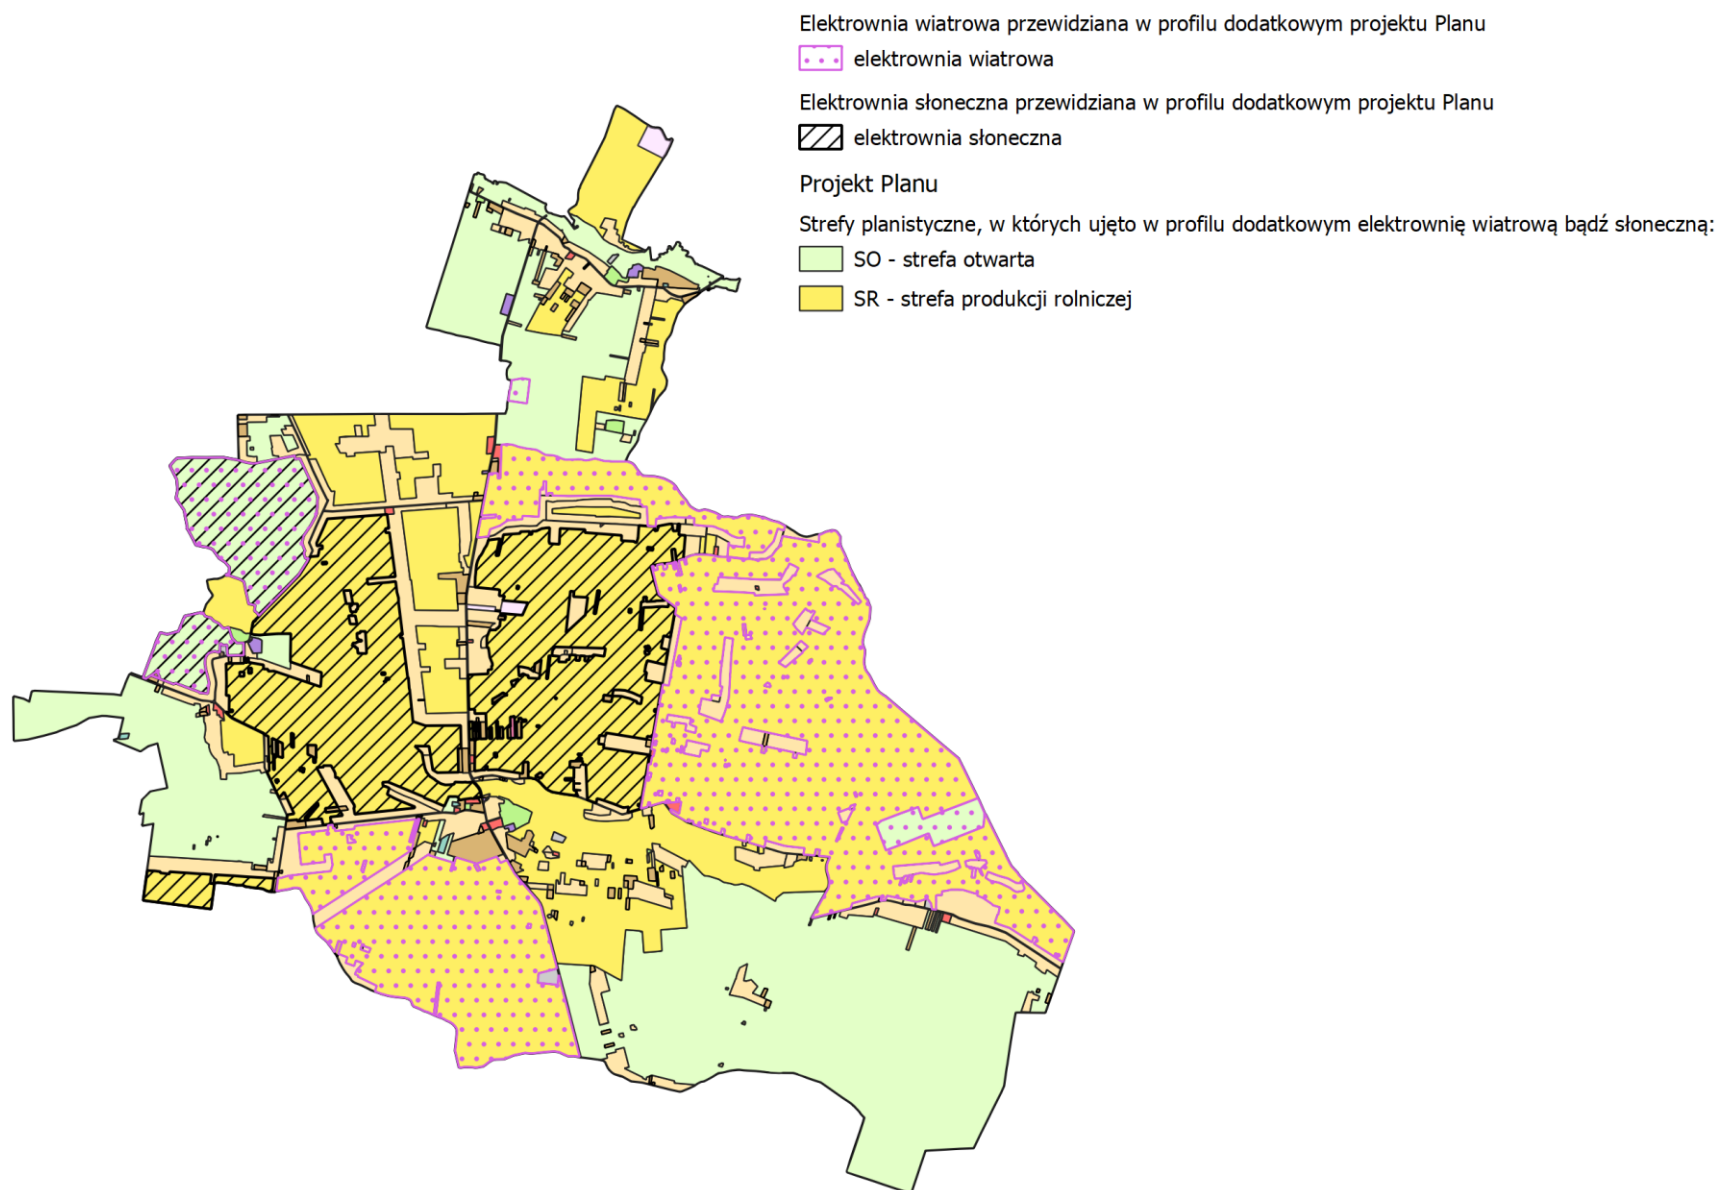 Elektrownia wiatrowa przewidziana w profilu dodatkowym projektu Planu
elektrownia wiatrowa
Elektrownia słoneczna przewidziana w profilu dodatkowym projektu Planu
elektrownia słoneczna
Projekt Planu
Strefy planistyczne, w których ujęto w profilu dodatkowym elektrownię wiatrową bądź słoneczną:
SO - strefa otwarta
SR - strefa produkcji rolniczej